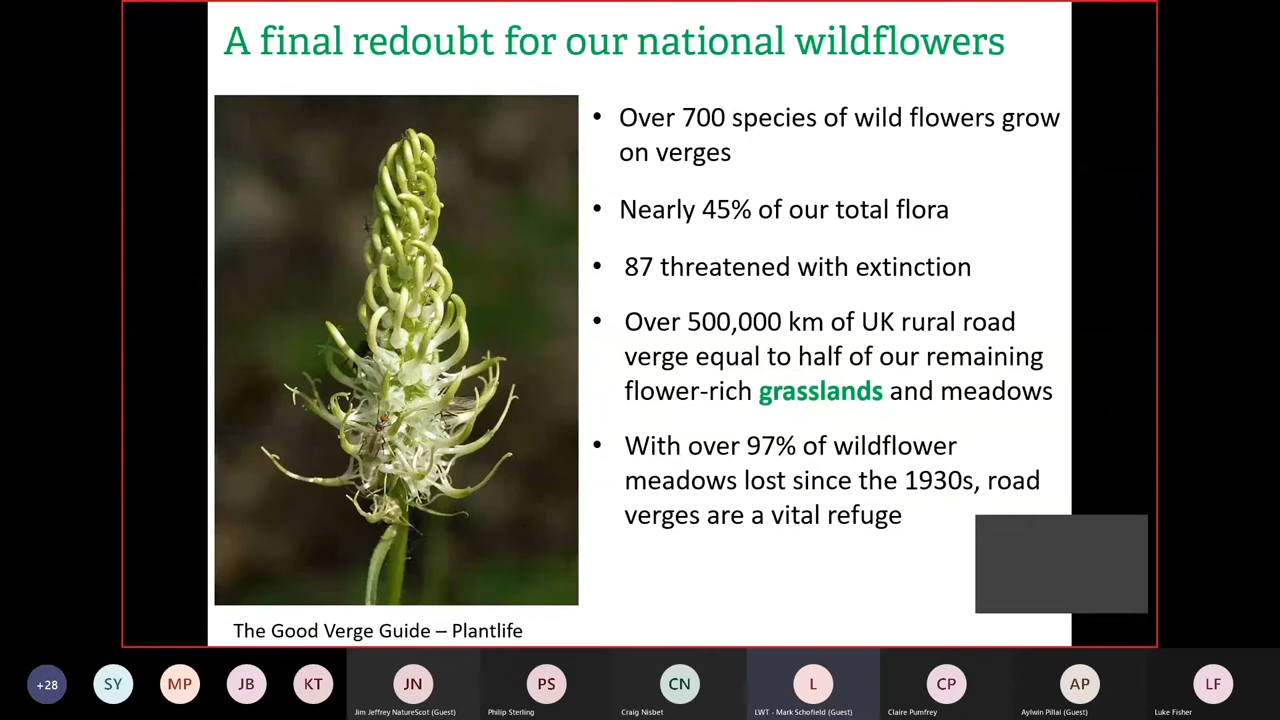 A final redoubt for our national wildflowers
• Over 700 species of wild flowers grow
on verges
• Nearly 45% of our total flora
• 87 threatened with extinction
• Over 500,000 km of UK rural road
verge equal to half of our remaining
flower-rich grasslands and meadows
• With over 97% of wildflower
meadows lost since the 1930s, road
verges are a vital refuge
The Good Verge Guide – Plantlife
+28
SY
MP
JB
KT
JN
PS
CN
L
CP
AP
LF
Jim Jeffrey NatureScot (Guest)
Philip Sterling
Craig Nisbet
LWT - Mark Schofield (Guest)
Claire Pumfrey
Aylwin Pillai (Guest)
Luke Fisher